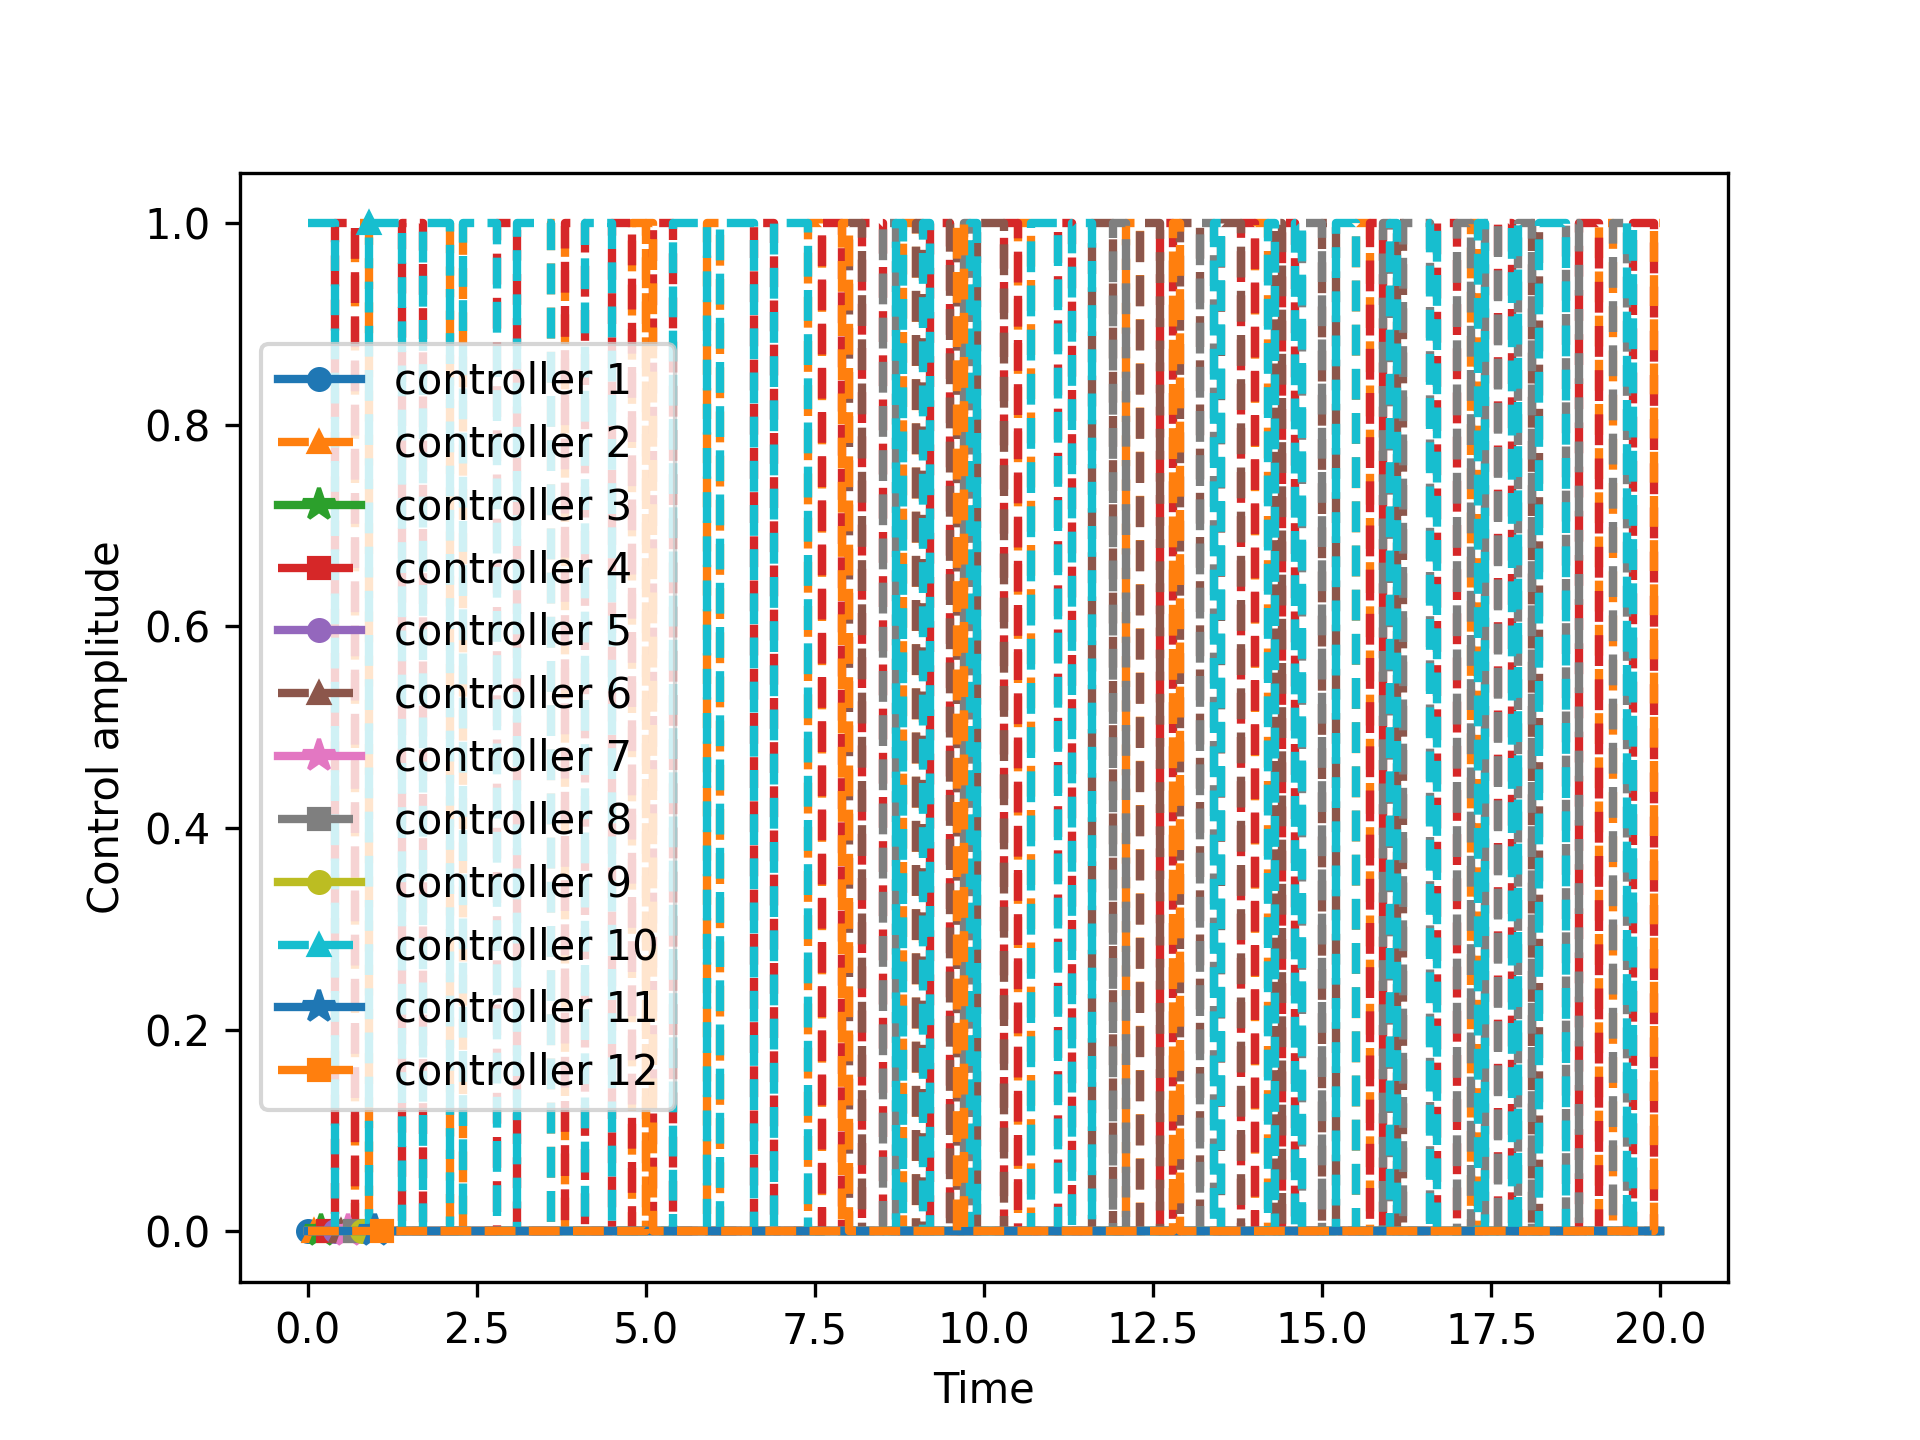 1.0
0.8
0.6
0.4
0.2
0.0
Control amplitude
controller 1
controller 2
controller 3
controller 4
controller 5
controller 6
controller 7
controller 8
controller 9
controller 10
controller 11
controller 12
0.0 2.5 5.0 7.5 10.0 12.5 15.0 17.5 20.0
Time